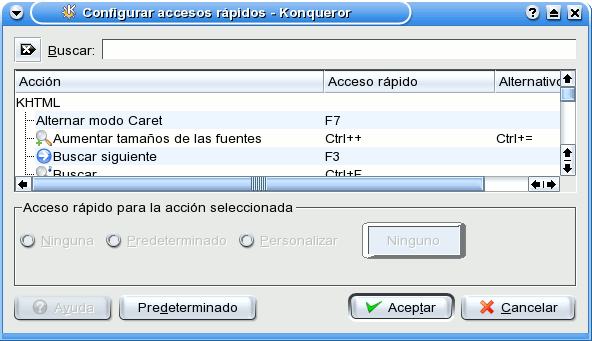 Configurar accesos rápidos - Konqueror
Buscar:
Acción Acceso rápido Alternativo
KHTML
Alternar modo Caret F7
Aumentar tamaños de las fuentes Ctrl++ Ctrl+=
Buscar siguiente F3
Buscar Ctrl+F
Acceso rápido para la acción seleccionada
Ninguna Predeterminado Personalizar Ninguno
Ayuda Predeterminado Aceptar Cancelar